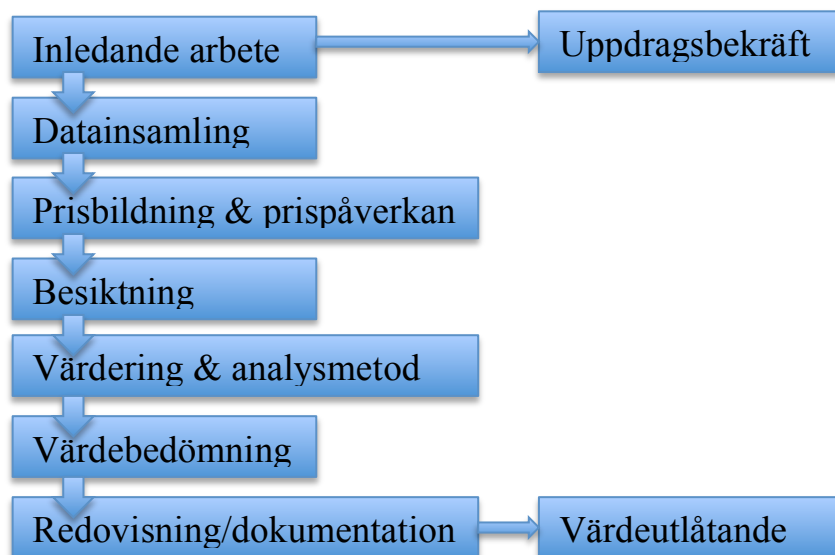 Inledande arbete
Uppdragsbekräft
Datainsamling
Prisbildning & prispåverkan
Besiktning
Värdering & analysmetod
Värdebedömning
Redovisning/dokumentation
Värdeutlåtande